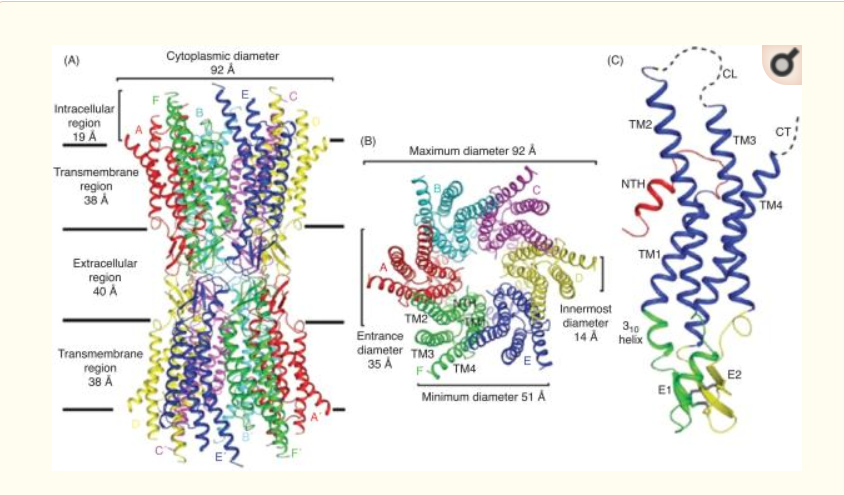 (A)
Cytoplasmic diameter
92 Å
Intracellular
region
19 Å
Transmembrane
region
38 Å
Extracellular
region
40 Å
Transmembrane
region
38 Å
F
B
E
C
A
D
D´
C´
E´
B´
F´
A´
(B)
Maximum diameter 92 Å
B
C
A
D
NTH
TM1
TM2
TM3
TM4
F
E
Entrance
diameter
35 Å
Innermost
diameter
14 Å
Minimum diameter 51 Å
(C)
CL
TM2
TM3
CT
NTH
TM4
TM1
3₁₀
helix
E1
E2